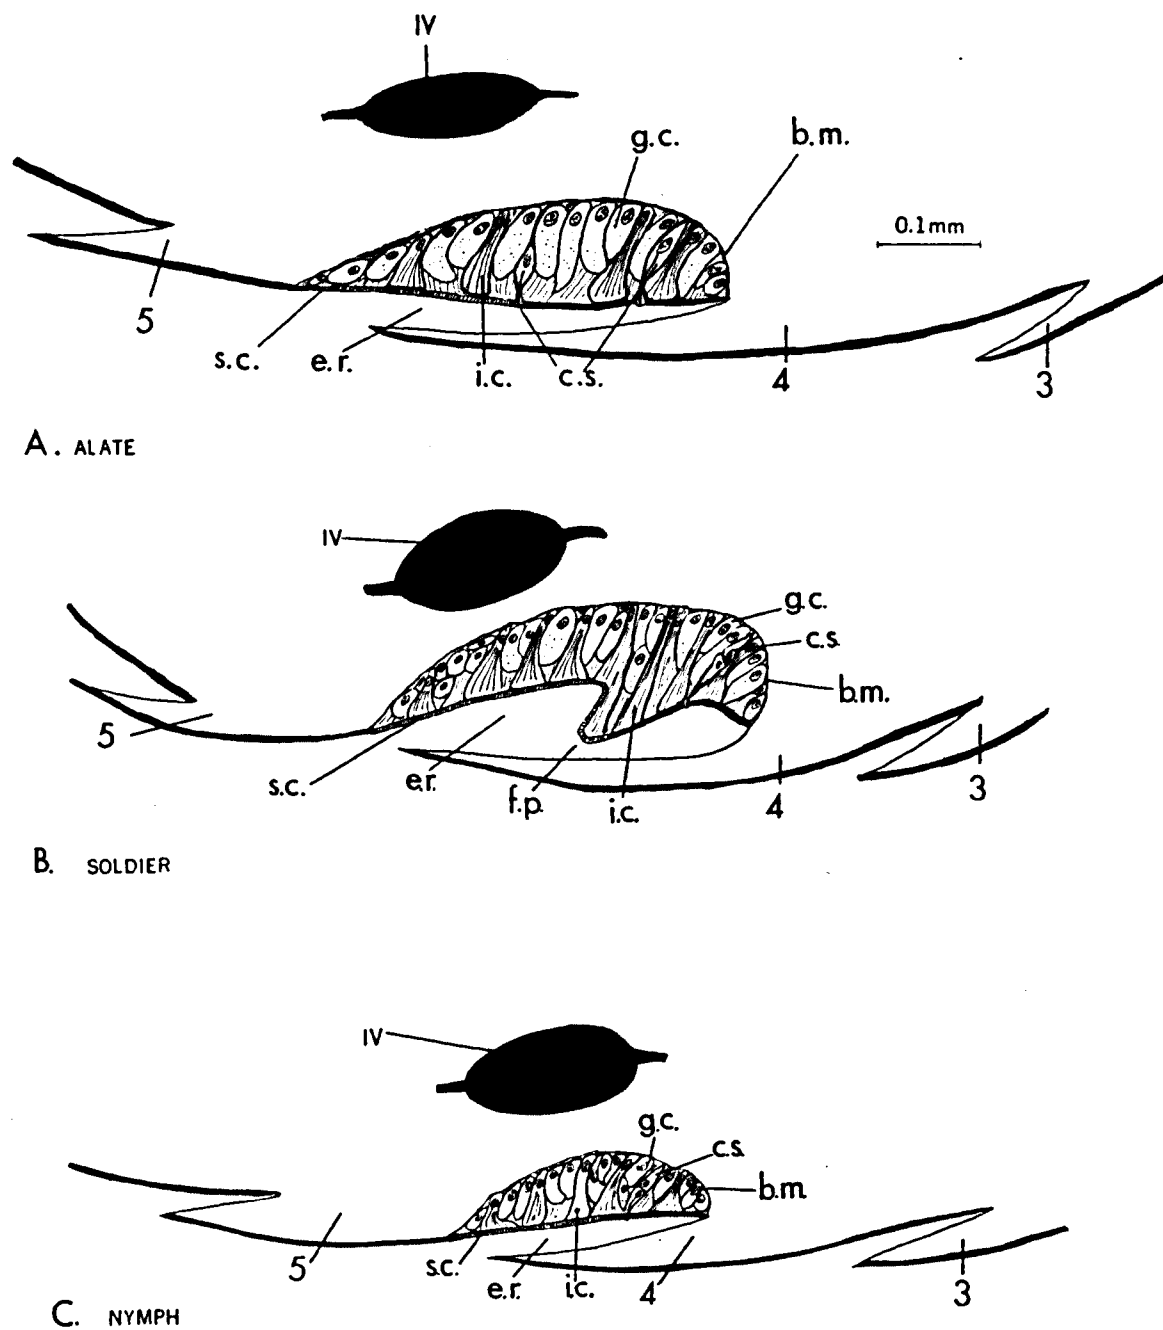 IV
g.c. b.m.
0.1mm
5 s.c. e.r. i.c. c.s. 4 3
A. ALATE
IV
g.c.
c.s.
b.m.
5 s.c. e.r. f.p. i.c. 4 3
B. SOLDIER
IV
g.c.
c.s.
b.m
5 s.c. e.r. i.c. 4 3
C. NYMPH